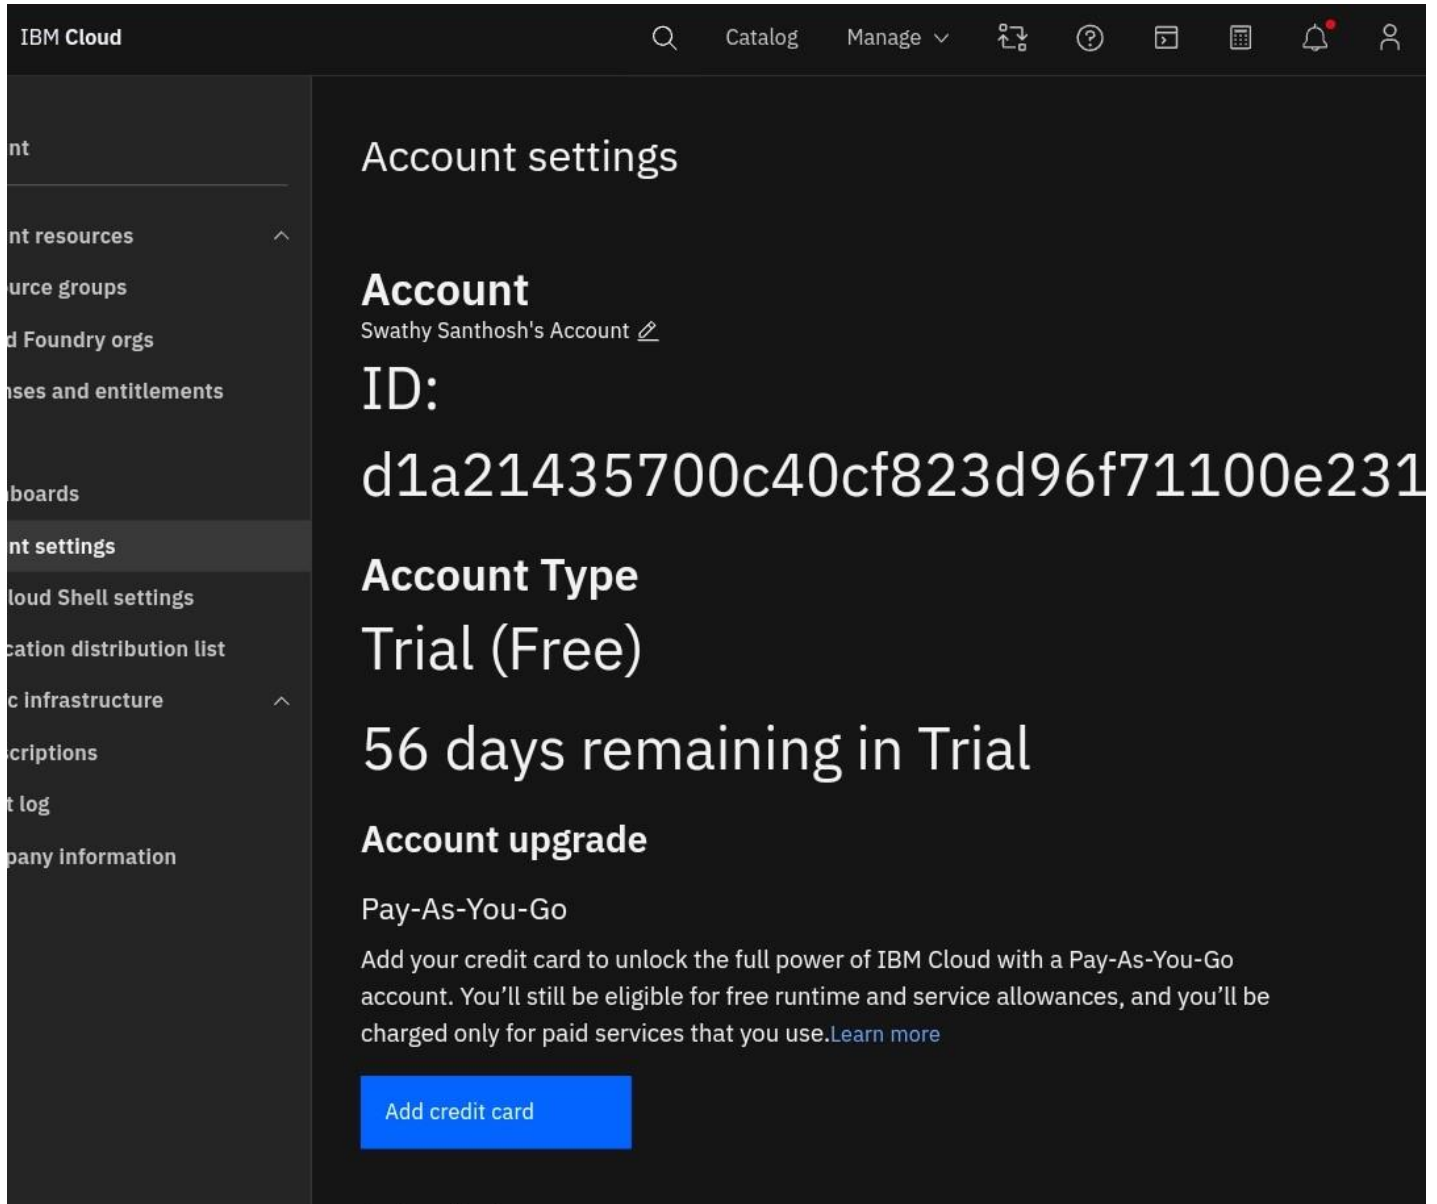 IBM Cloud
Catalog
Manage
nt
nt resources
urce groups
d Foundry orgs
nses and entitlements
boards
nt settings
loud Shell settings
cation distribution list
c infrastructure
scriptions
t log
pany information
Account settings
Account
Swathy Santhosh's Account
ID:
d1a21435700c40cf823d96f71100e231
Account Type
Trial (Free)
56 days remaining in Trial
Account upgrade
Pay-As-You-Go
Add your credit card to unlock the full power of IBM Cloud with a Pay-As-You-Go
account. You’ll still be eligible for free runtime and service allowances, and you’ll be
charged only for paid services that you use.Learn more
Add credit card